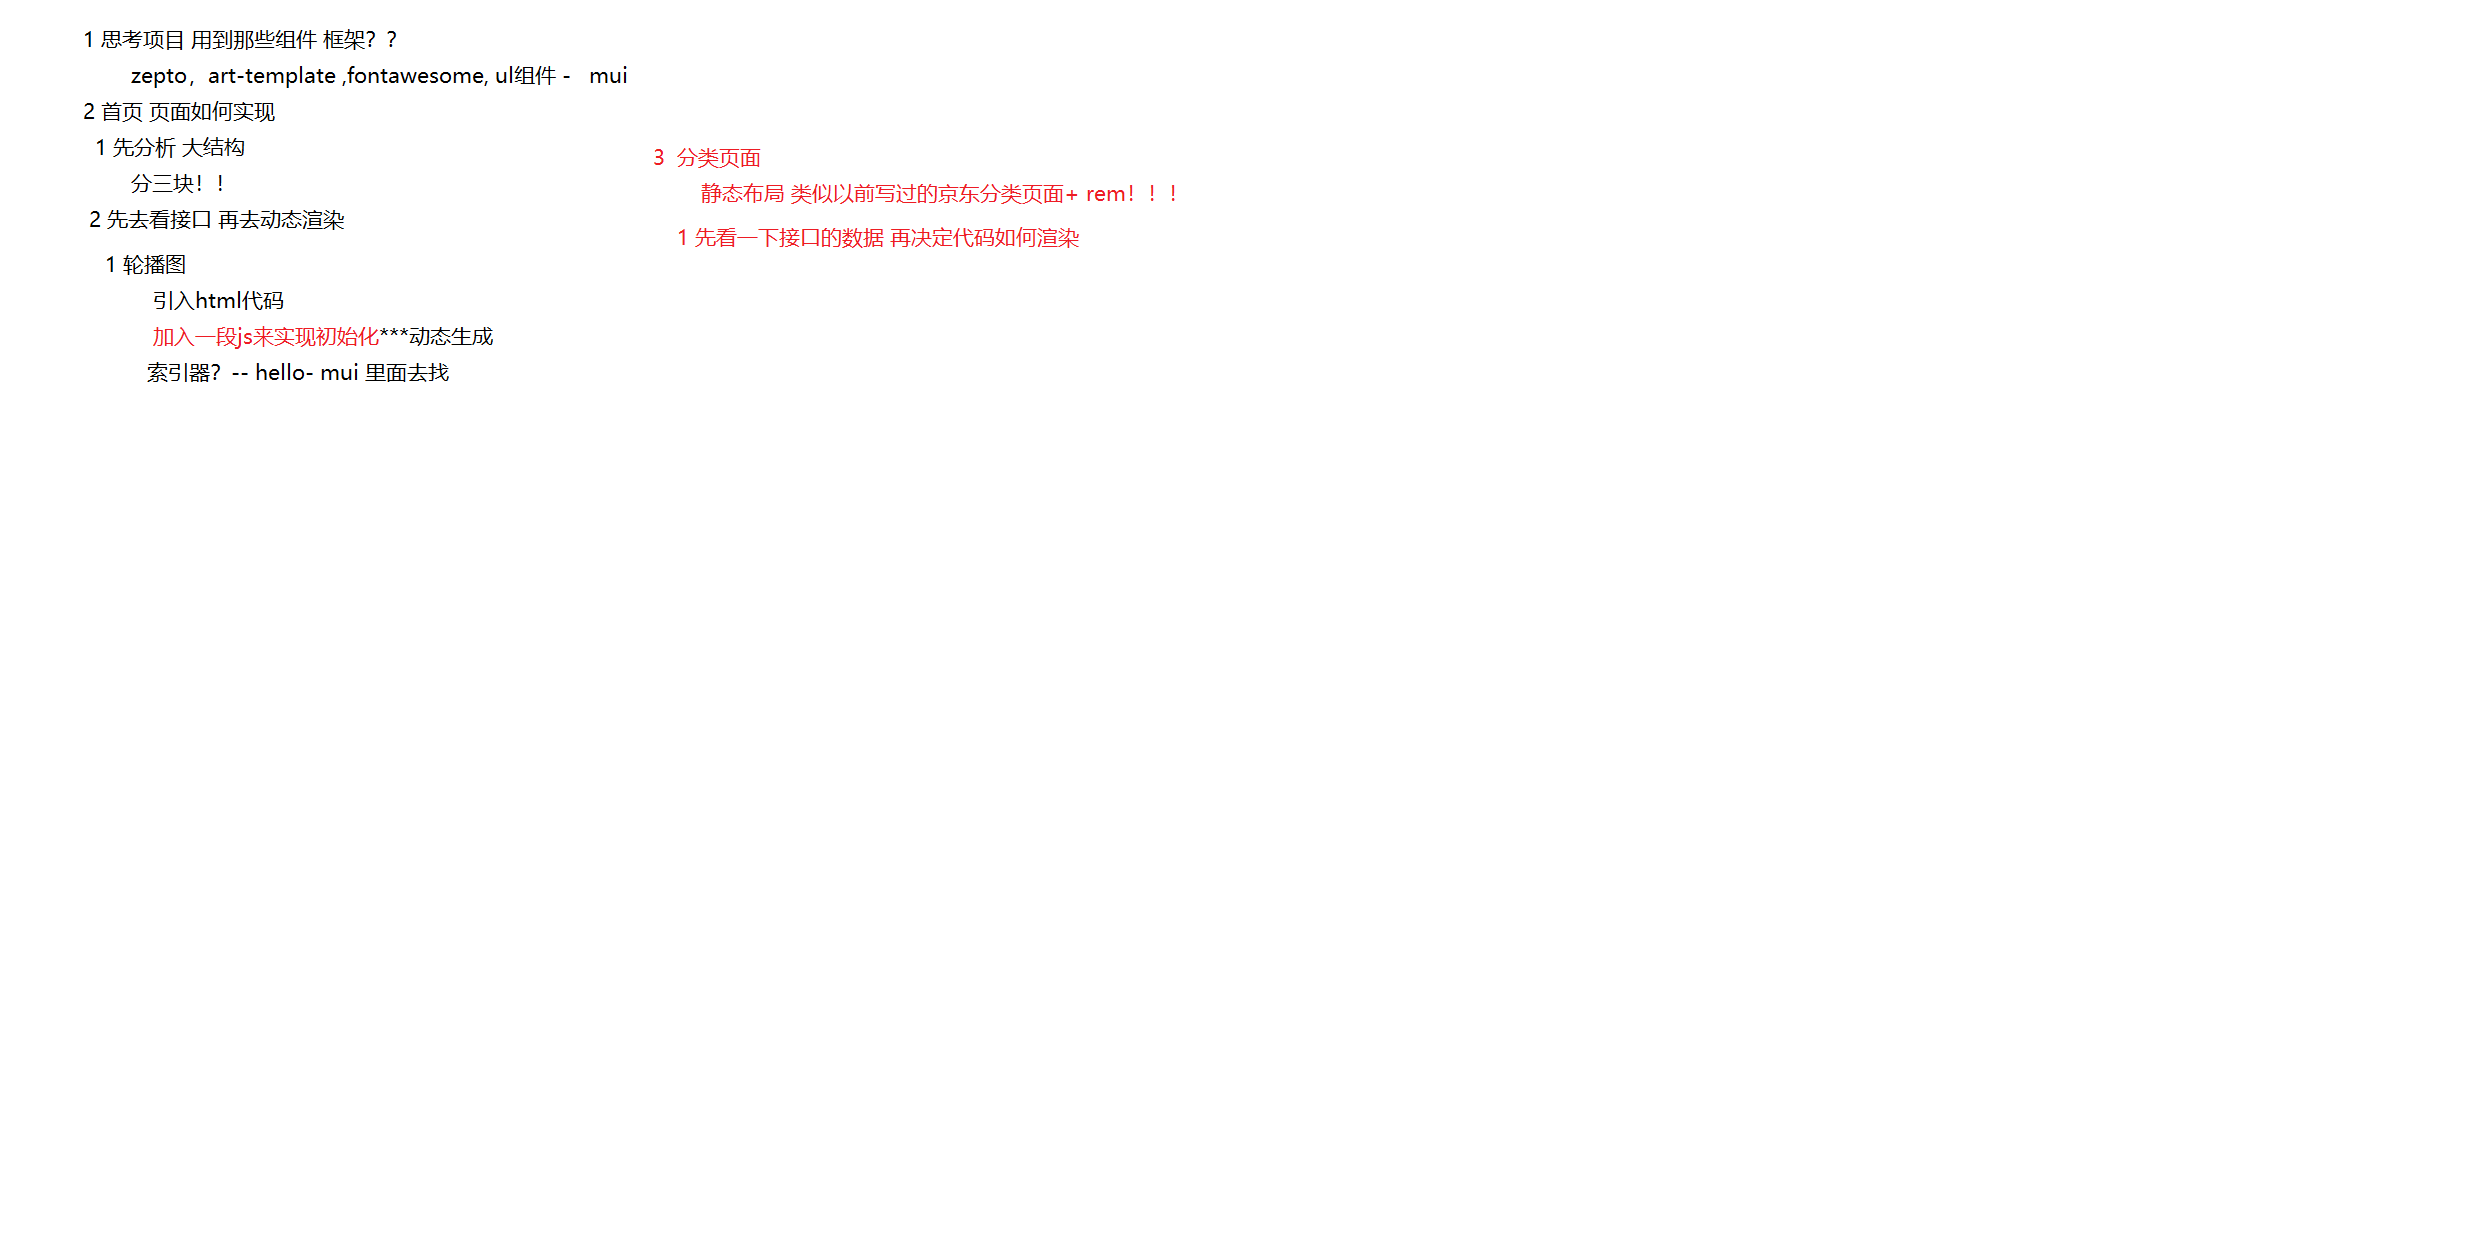 1 思考项目 用到那些组件 框架？？
zepto，art-template ,fontawesome, ul组件 - mui
2 首页 页面如何实现
1 先分析 大结构
分三块！！
2 先去看接口 再去动态渲染
1 轮播图
引入html代码
加入一段js来实现初始化***动态生成
索引器？-- hello- mui 里面去找
3 分类页面
静态布局 类似以前写过的京东分类页面+ rem！！！
1 先看一下接口的数据 再决定代码如何渲染